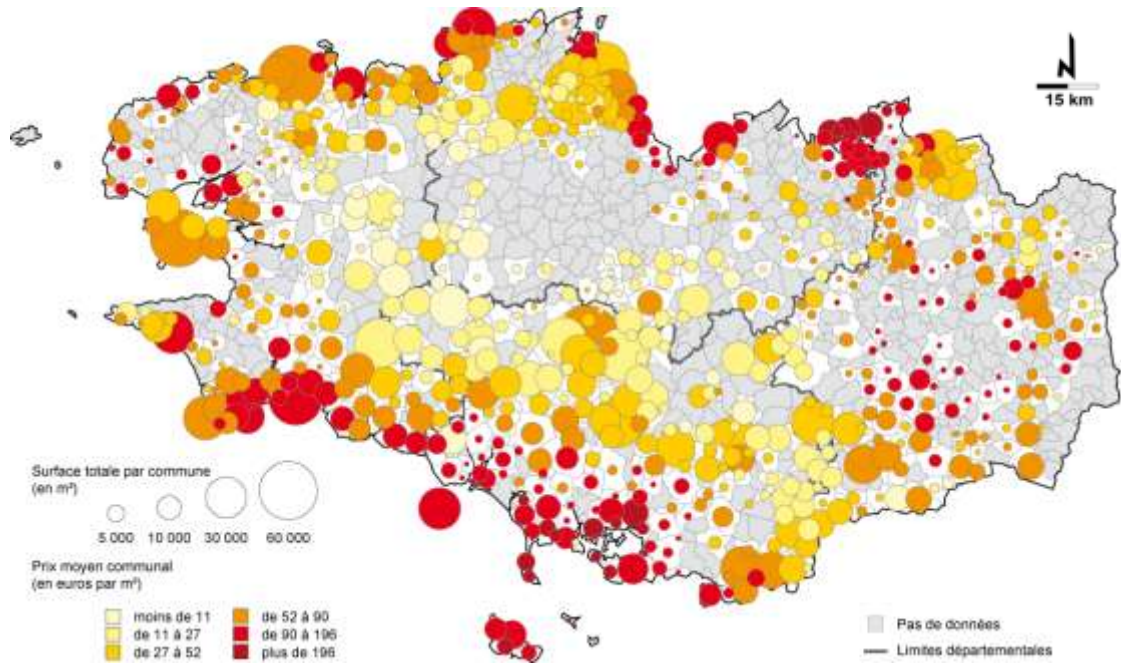 15 km
Surface totale par commune
(en m²)
5 000 10 000 30 000 60 000
Prix moyen communal
(en euros par m²)
moins de 11
de 11 à 27
de 27 à 52
de 52 à 90
de 90 à 196
plus de 196
Pas de données
Limites départementales